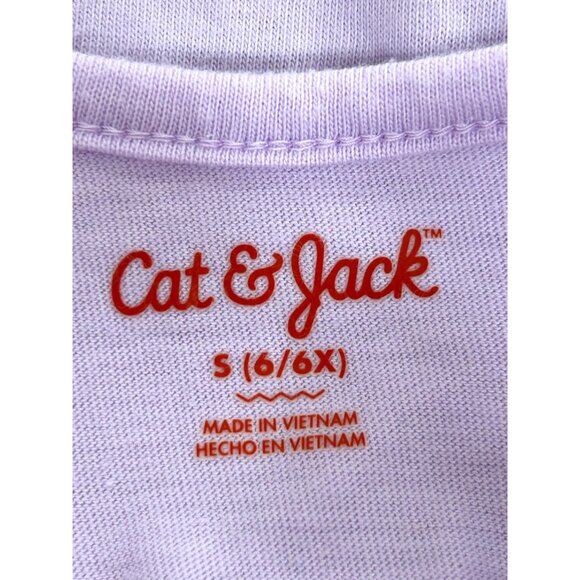 Cat & Jack™
S (6/6X)
MADE IN VIETNAM
HECHO EN VIETNAM